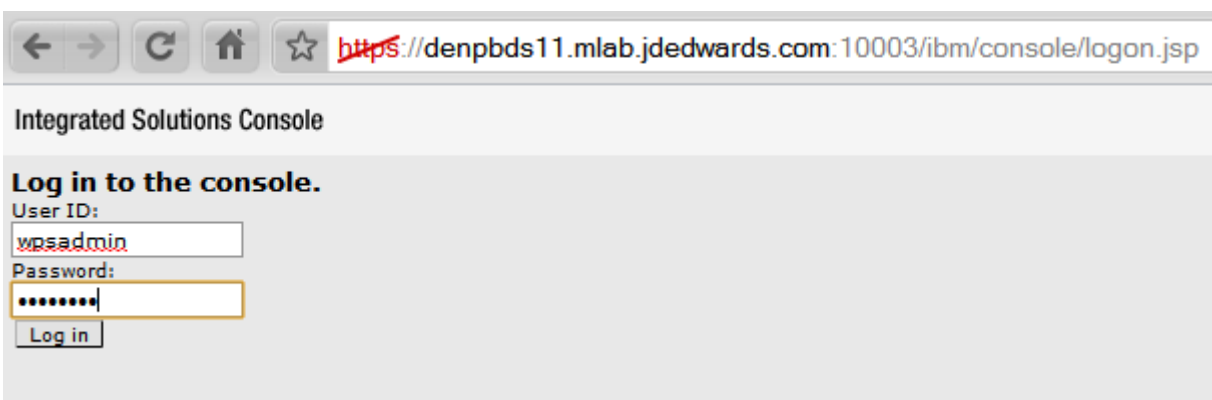 https://denpbds11.mlab.jdedwards.com:10003/ibm/console/logon.jsp
Integrated Solutions Console
Log in to the console.
User ID:
wpsadmin
Password:
••••••••
Log in